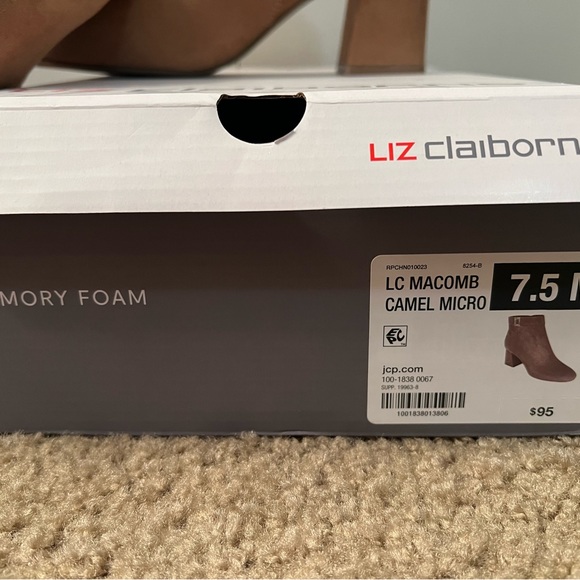 LIZ claiborn
MORY FOAM
RPCHN010023 8254-B
LC MACOMB
CAMEL MICRO
7.5
jcp.com
100-1838 0067
SUPP: 19963-8
1001838013806
$95